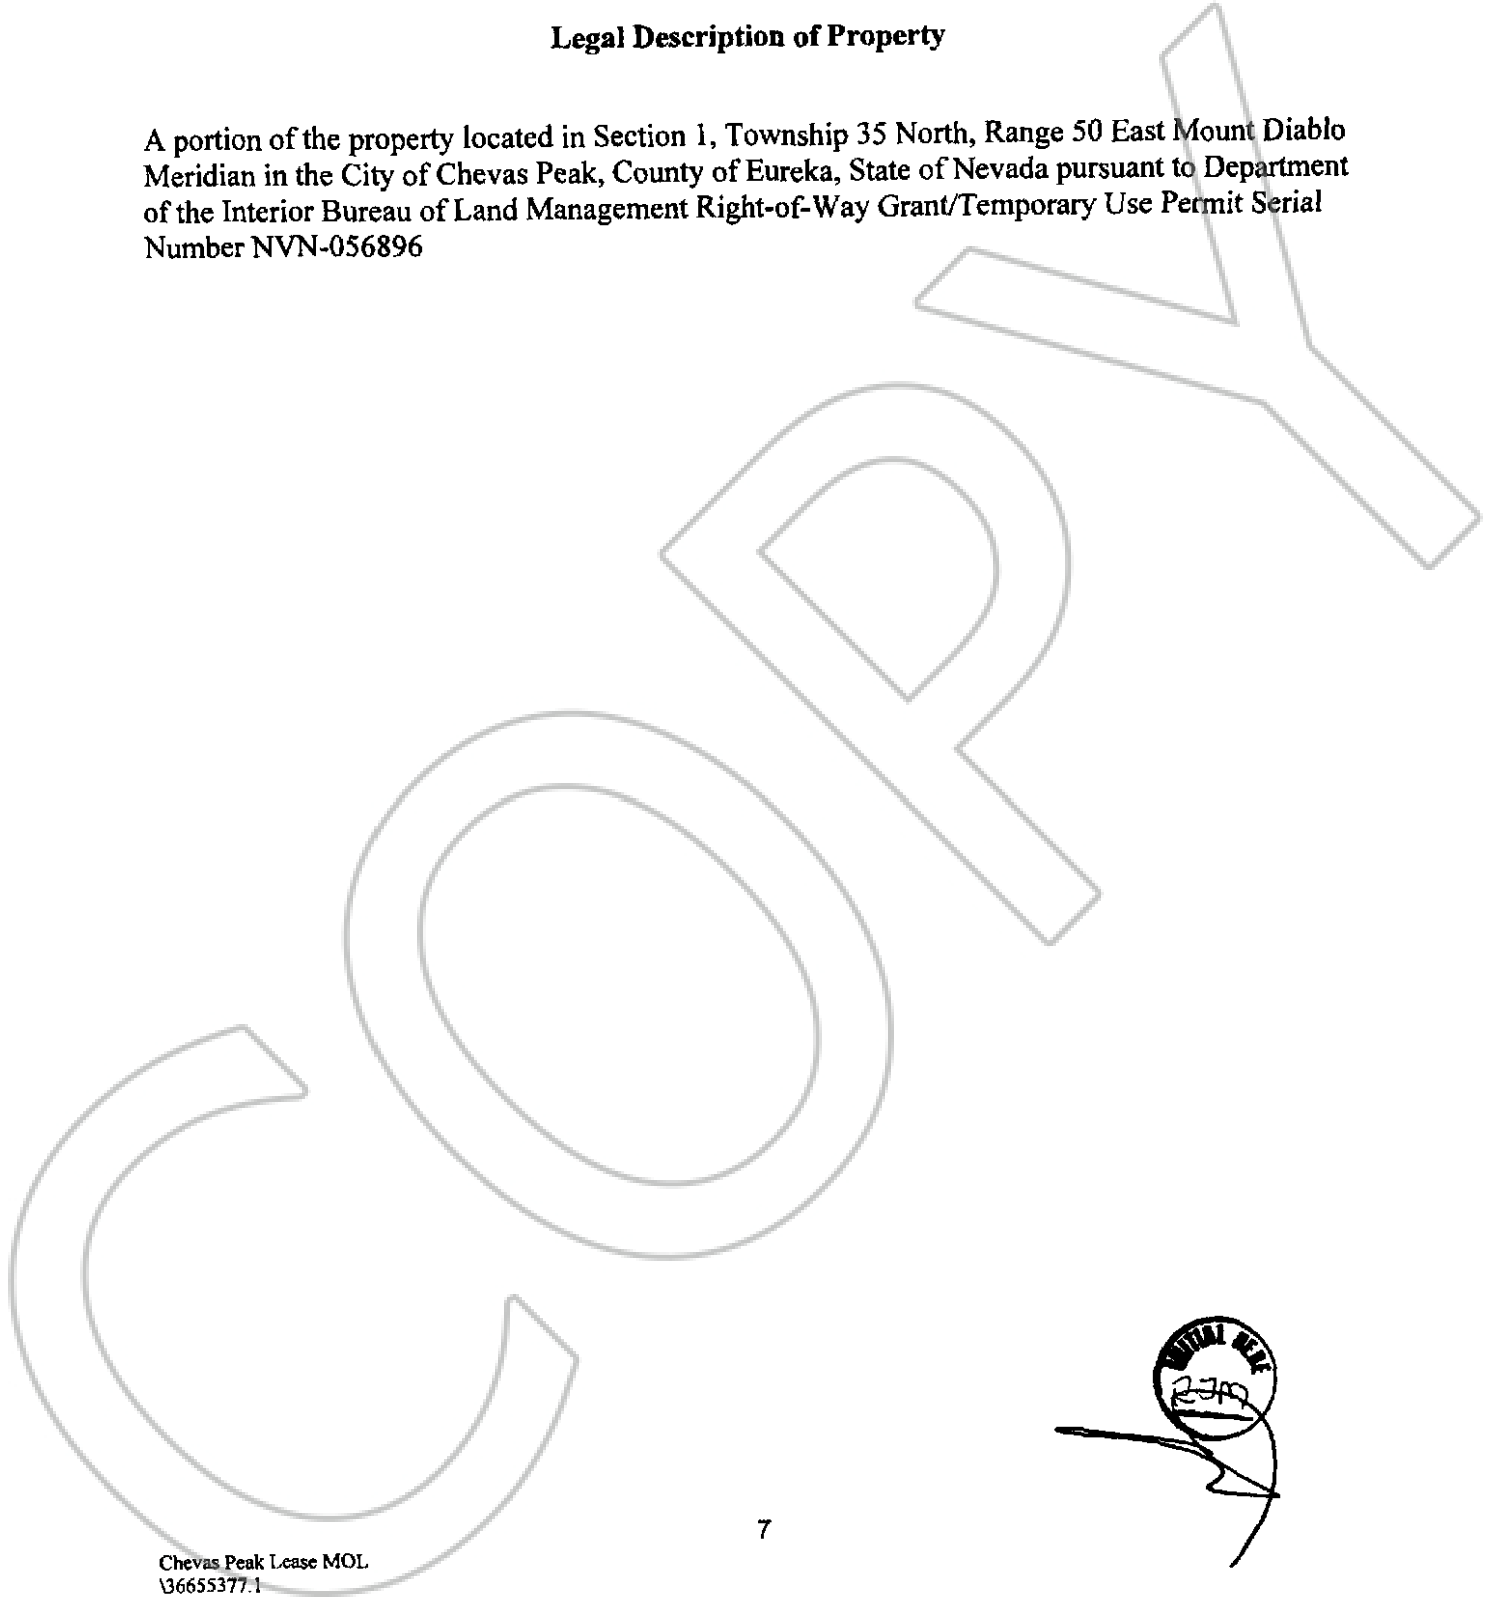 Legal Description of Property
A portion of the property located in Section 1, Township 35 North, Range 50 East Mount Diablo
Meridian in the City of Chevas Peak, County of Eureka, State of Nevada pursuant to Department
of the Interior Bureau of Land Management Right-of-Way Grant/Temporary Use Permit Serial
Number NVN-056896
COPY
INITIAL HERE
RJM
7
Chevas Peak Lease MOL
\36655377.1